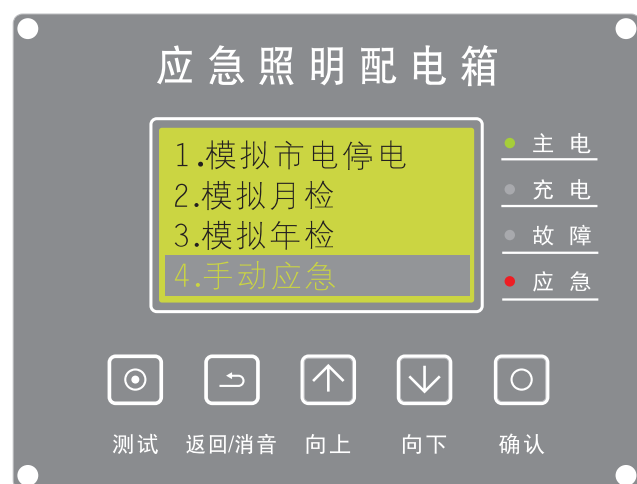 应急照明配电箱
1.模拟市电停电
2.模拟月检
3.模拟年检
4.手动应急
主电
充电
故障
应急
测试 返回/消音 向上 向下 确认